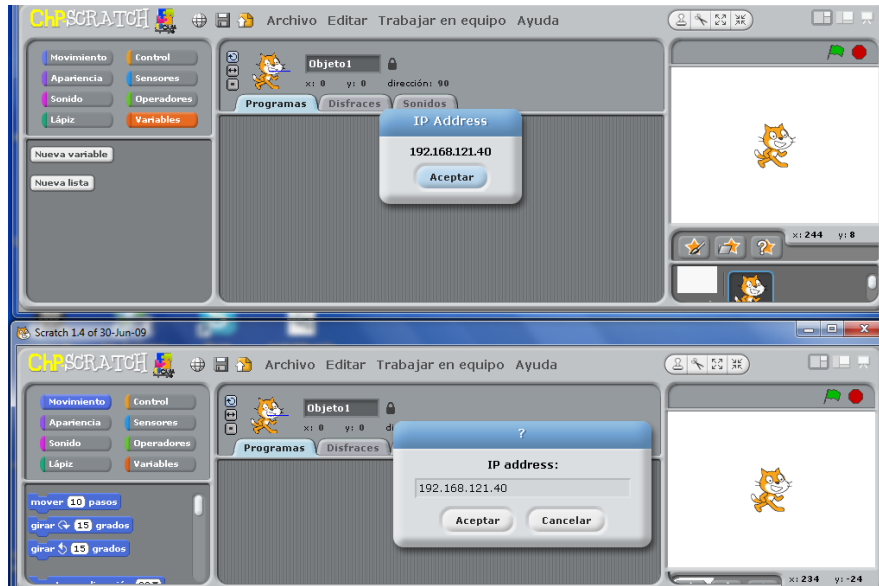 ChPSCRATCH Archivo Editar Trabajar en equipo Ayuda
Movimiento Control
Apariencia Sensores
Sonido Operadores
Lápiz Variables
Nueva variable
Nueva lista
Objeto1
x: 0 y: 0 dirección: 90
Programas Disfraces Sonidos
IP Address
192.168.121.40
Aceptar
x: 244 y: 8
Scratch 1.4 of 30-Jun-09
ChPSCRATCH Archivo Editar Trabajar en equipo Ayuda
Movimiento Control
Apariencia Sensores
Sonido Operadores
Lápiz Variables
mover 10 pasos
girar 15 grados
girar 15 grados
Objeto1
x: 0 y: 0 di
Programas Disfraces
?
IP address:
192.168.121.40
Aceptar Cancelar
x: 234 y: -24